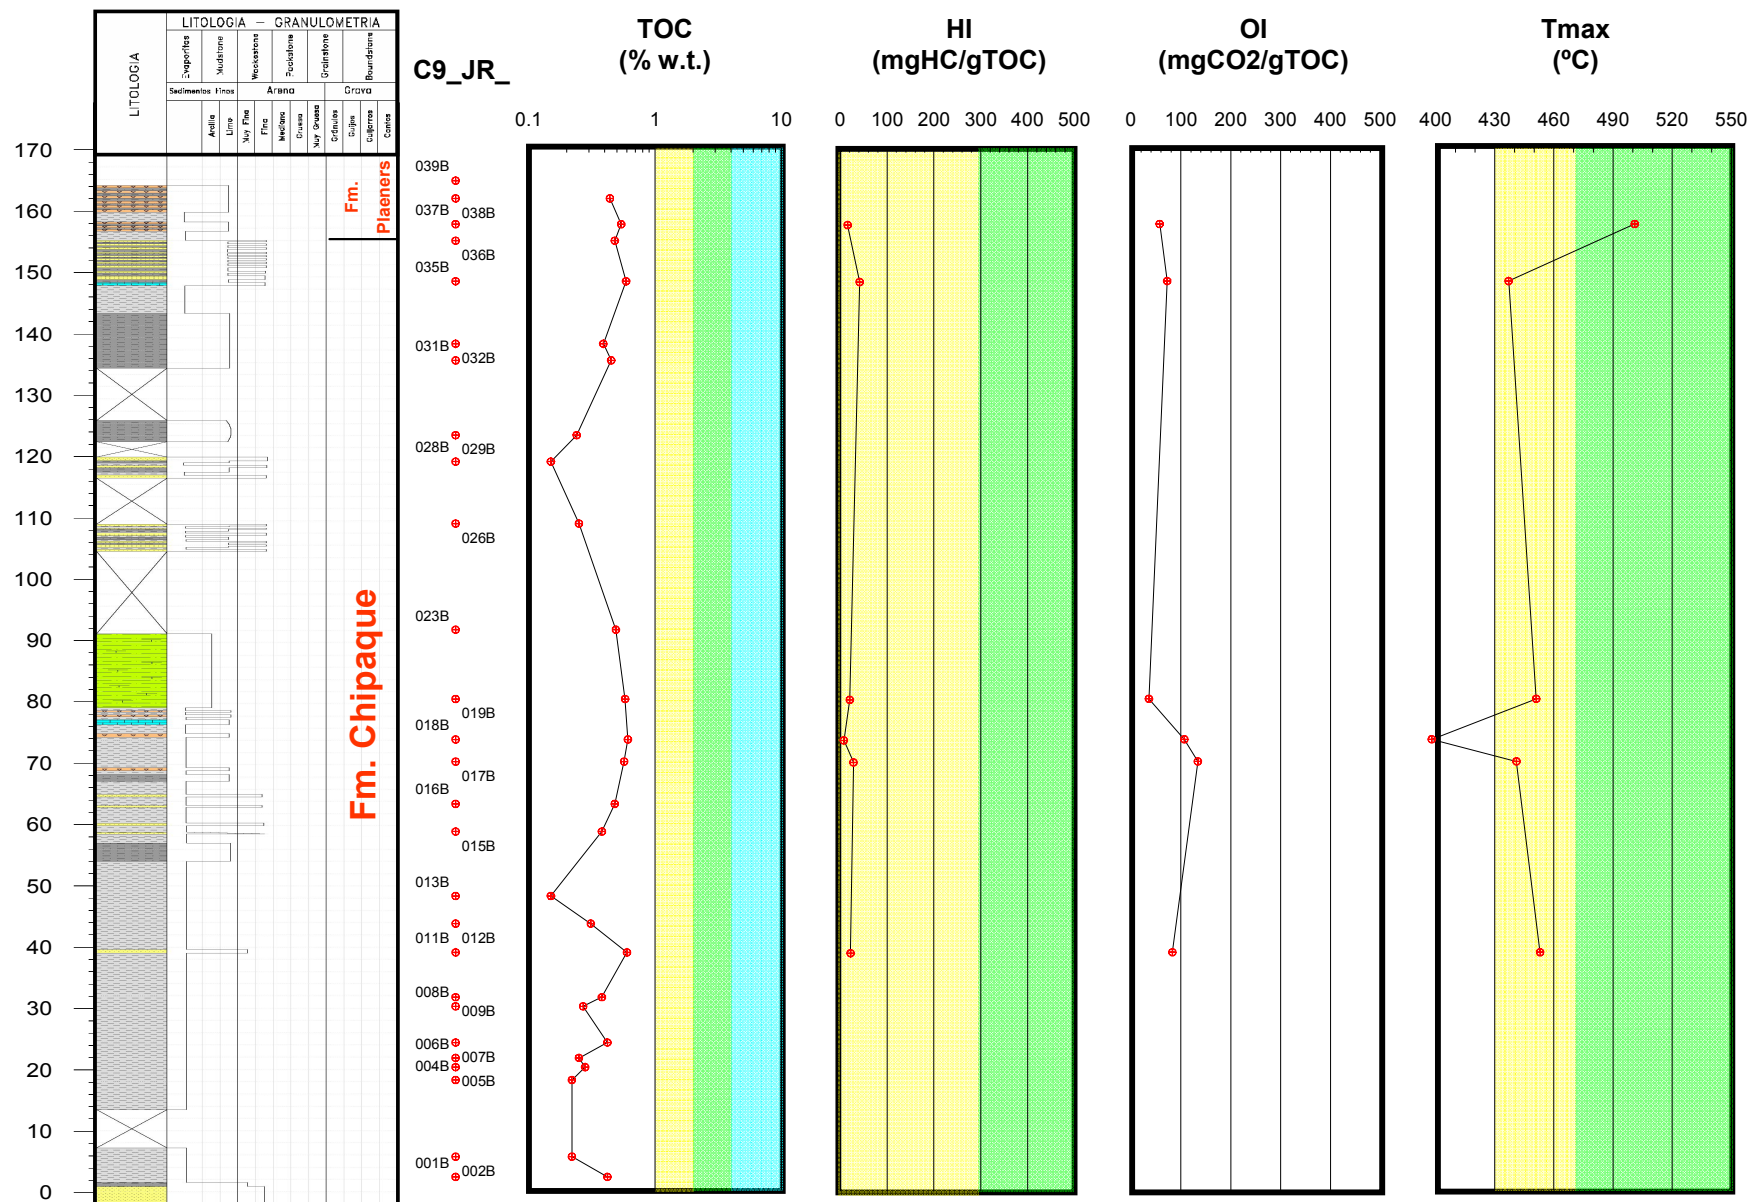 LITOLOGIA – GRANULOMETRIA
LITOLOGIA
Evaporitas
Mudstone
Wackestone
Packstone
Grainstone
Boundstone
Sedimentos Finos
Arena
Grava
Arcilla
Limo
Muy Fina
Fina
Mediana
Gruesa
Muy Gruesa
Gránulos
Guijos
Guijarros
Cantos
C9_JR_
TOC
(% w.t.)
HI
(mgHC/gTOC)
OI
(mgCO2/gTOC)
Tmax
(ºC)
0.1 1 10
0 100 200 300 400 500
0 100 200 300 400 500
400 430 460 490 520 550
170
160
150
140
130
120
110
100
90
80
70
60
50
40
30
20
10
0
Fm.
Plaeners
Fm. Chipaque
039B
037B
038B
036B
035B
031B
032B
028B
029B
026B
023B
019B
018B
017B
016B
015B
013B
011B
012B
008B
009B
006B
007B
004B
005B
001B
002B